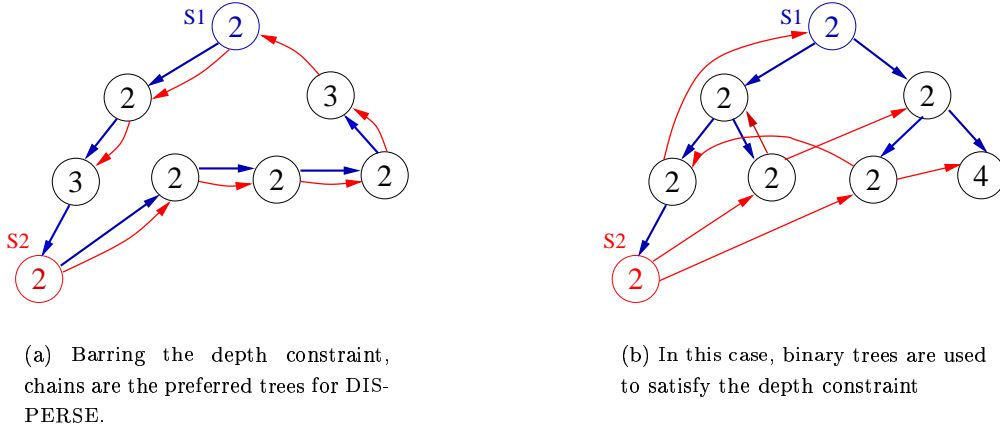 S1
2
2
3
3
2
2
2
S2
2
(a) Barring the depth constraint,
chains are the preferred trees for DIS-
PERSE.
S1
2
2
2
2
2
2
4
S2
2
(b) In this case, binary trees are used
to satisfy the depth constraint